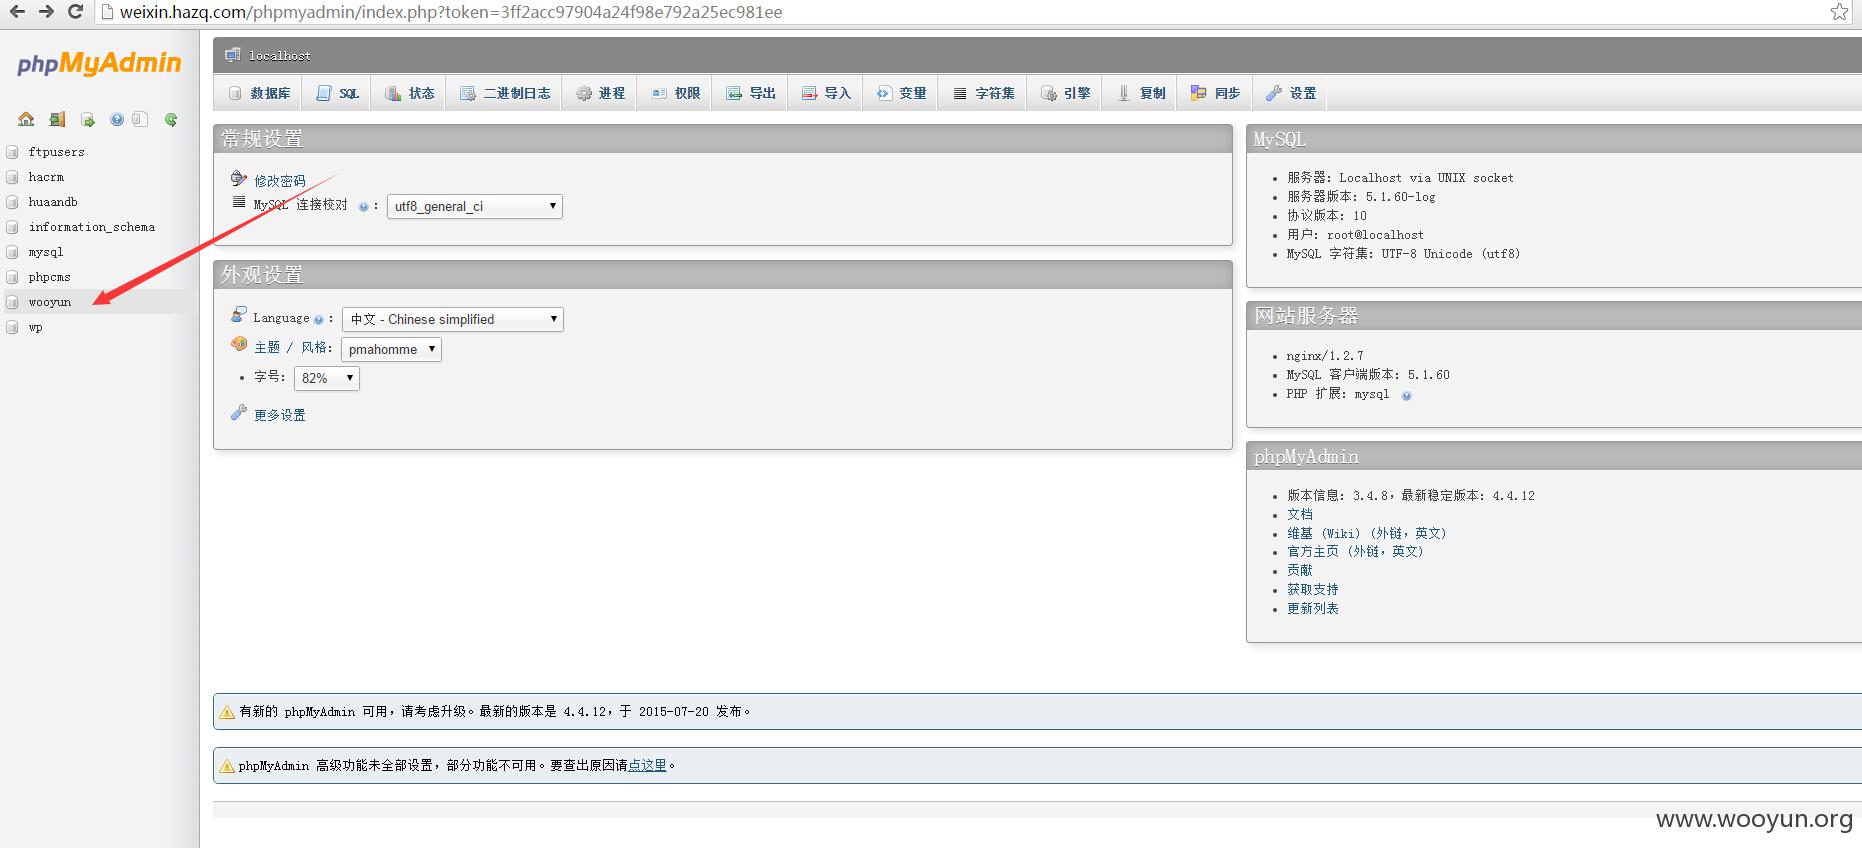 weixin.hazq.com/phpmyadmin/index.php?token=3ff2acc97904a24f98e792a25ec981ee
phpMyAdmin
ftpusers
hacrm
huaandb
information_schema
mysql
phpcms
wooyun
wp
localhost
数据库 SQL 状态 二进制日志 进程 权限 导出 导入 变量 字符集 引擎 复制 同步 设置
常规设置
修改密码
MySQL 连接校对 : utf8_general_ci
外观设置
Language : 中文 - Chinese simplified
主题 / 风格: pmahomme
字号: 82%
更多设置
MySQL
服务器: Localhost via UNIX socket
服务器版本: 5.1.60-log
协议版本: 10
用户: root@localhost
MySQL 字符集: UTF-8 Unicode (utf8)
网站服务器
nginx/1.2.7
MySQL 客户端版本: 5.1.60
PHP 扩展: mysql
phpMyAdmin
版本信息: 3.4.8, 最新稳定版本: 4.4.12
文档
维基 (Wiki) (外链, 英文)
官方主页 (外链, 英文)
贡献
获取支持
更新列表
有新的 phpMyAdmin 可用，请考虑升级。最新的版本是 4.4.12，于 2015-07-20 发布。
phpMyAdmin 高级功能未全部设置，部分功能不可用。要查出原因请点这里。
www.wooyun.org